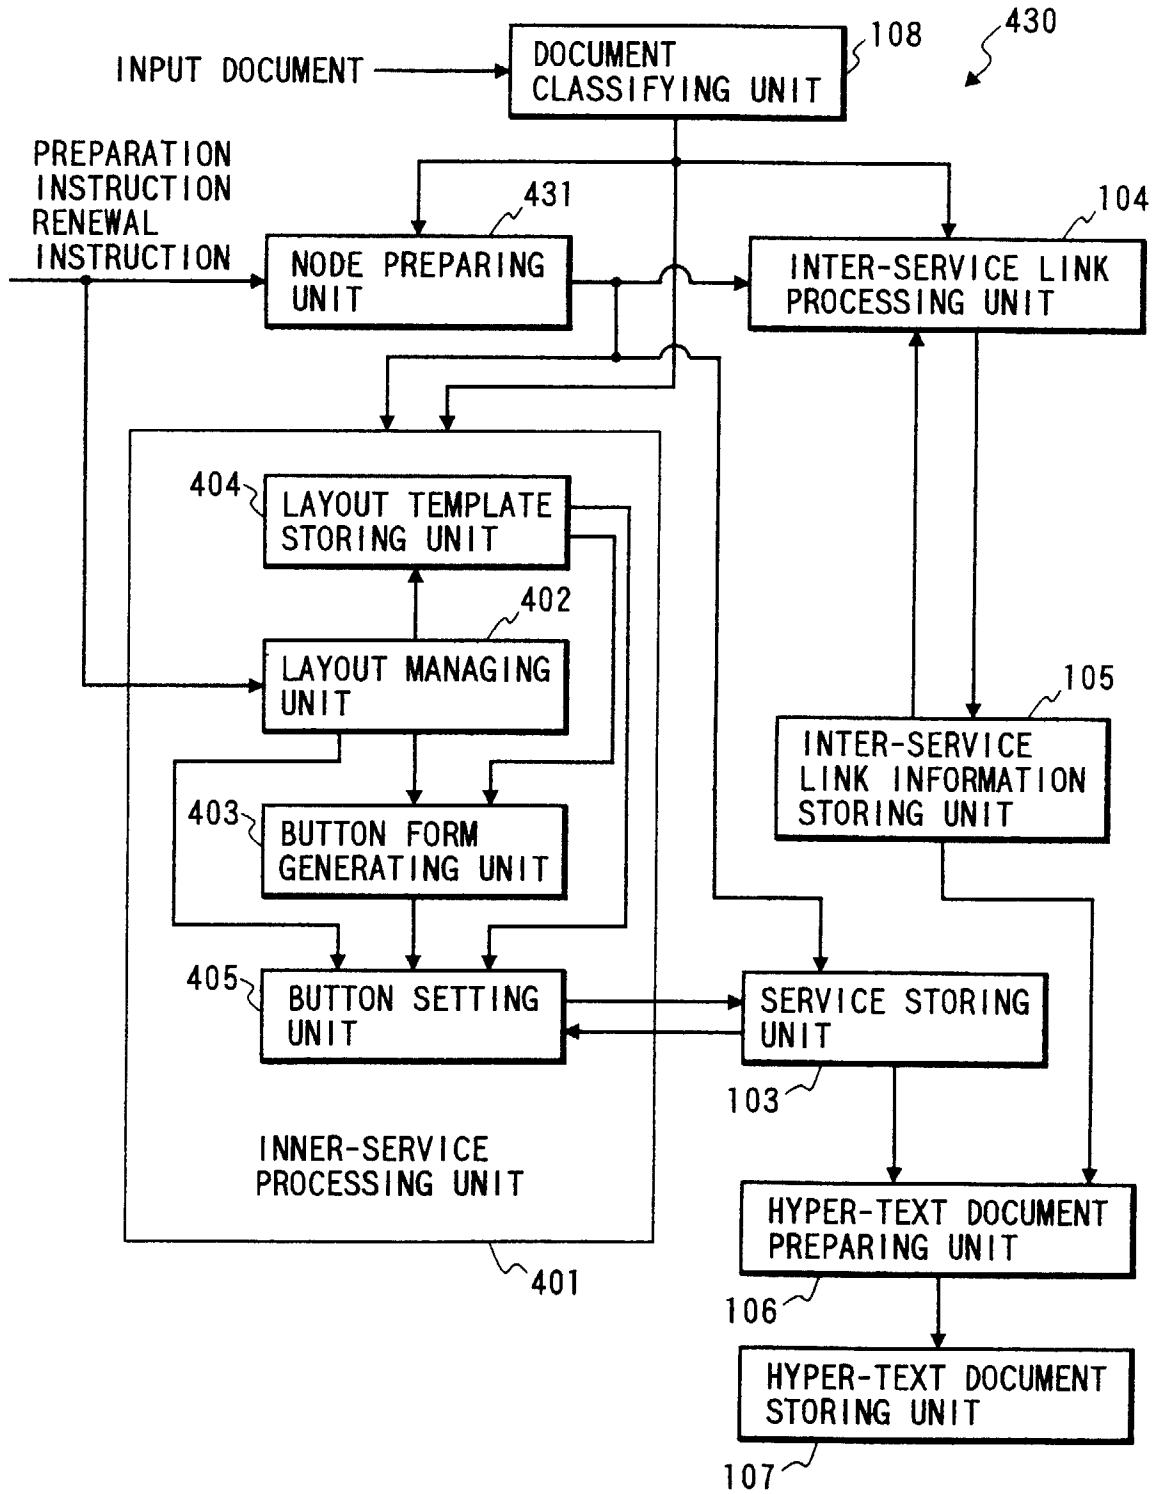 430
108
DOCUMENT
CLASSIFYING UNIT
INPUT DOCUMENT
PREPARATION
INSTRUCTION
RENEWAL
INSTRUCTION
431
NODE PREPARING
UNIT
104
INTER-SERVICE LINK
PROCESSING UNIT
404
LAYOUT TEMPLATE
STORING UNIT
402
LAYOUT MANAGING
UNIT
105
INTER-SERVICE
LINK INFORMATION
STORING UNIT
403
BUTTON FORM
GENERATING UNIT
405
BUTTON SETTING
UNIT
SERVICE STORING
UNIT
103
INNER-SERVICE
PROCESSING UNIT
401
HYPER-TEXT DOCUMENT
PREPARING UNIT
106
HYPER-TEXT DOCUMENT
STORING UNIT
107